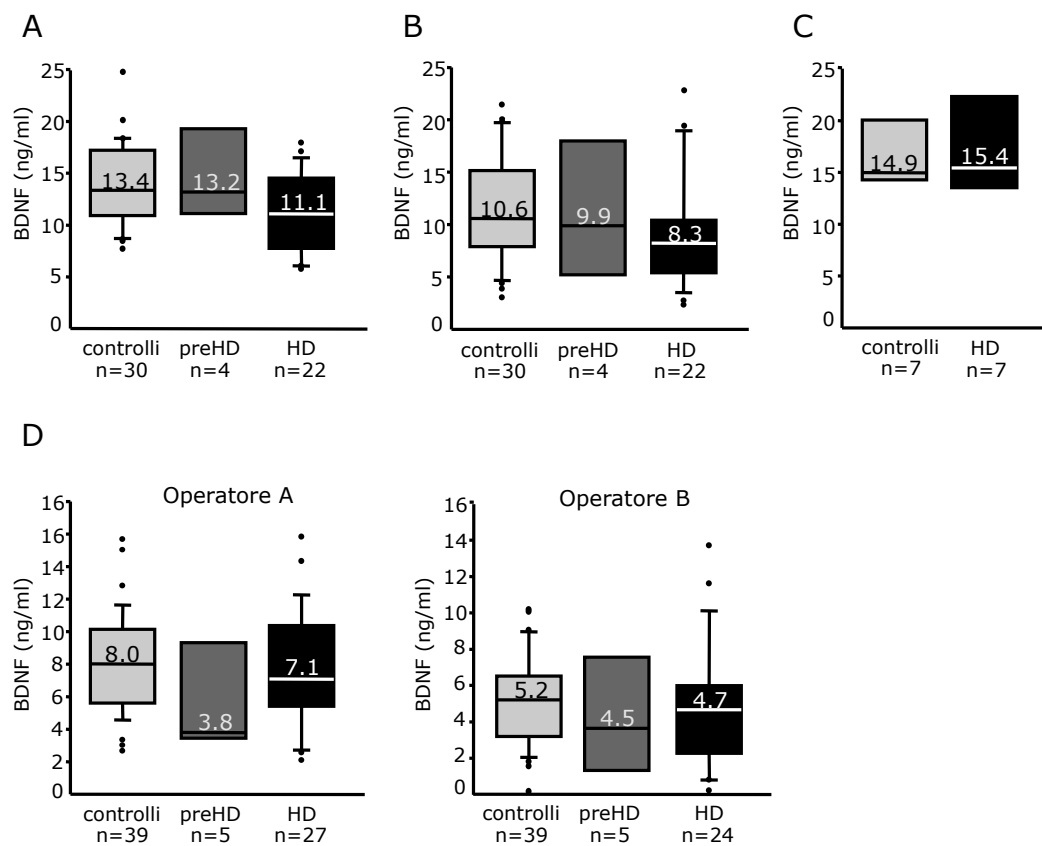 A
B
C
25
20
15
10
5
0
BDNF (ng/ml)
13.4
13.2
11.1
controlli
n=30
preHD
n=4
HD
n=22
25
20
15
10
5
0
BDNF (ng/ml)
10.6
9.9
8.3
controlli
n=30
preHD
n=4
HD
n=22
25
20
15
10
5
0
BDNF (ng/ml)
14.9
15.4
controlli
n=7
HD
n=7
D
Operatore A
16
16
14
12
10
8
6
4
2
0
BDNF (ng/ml)
8.0
3.8
7.1
controlli
n=39
preHD
n=5
HD
n=27
Operatore B
16
14
12
10
8
6
4
2
0
BDNF (ng/ml)
5.2
4.5
4.7
controlli
n=39
preHD
n=5
HD
n=24